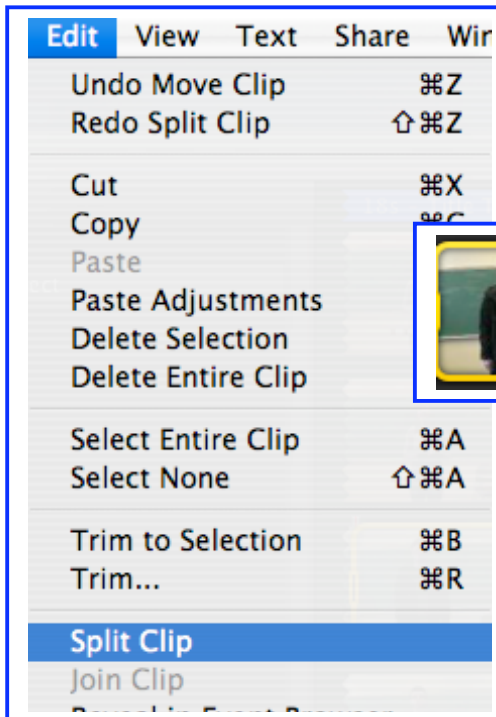 Edit View Text Share
Undo Move Clip ⌘Z
Redo Split Clip ⇧⌘Z
Cut ⌘X
Copy
Paste
Paste Adjustments
Delete Selection
Delete Entire Clip
Select Entire Clip ⌘A
Select None ⇧⌘A
Trim to Selection ⌘B
Trim... ⌘R
Split Clip
Join Clip